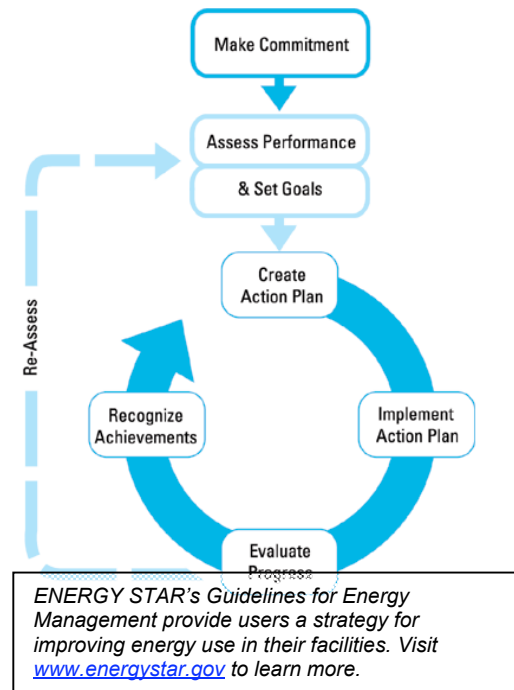 Make Commitment
Assess Performance
& Set Goals
Create
Action Plan
Re-Assess
Recognize
Achievements
Implement
Action Plan
Evaluate
Progress
ENERGY STAR's Guidelines for Energy
Management provide users a strategy for
improving energy use in their facilities. Visit
www.energystar.gov to learn more.